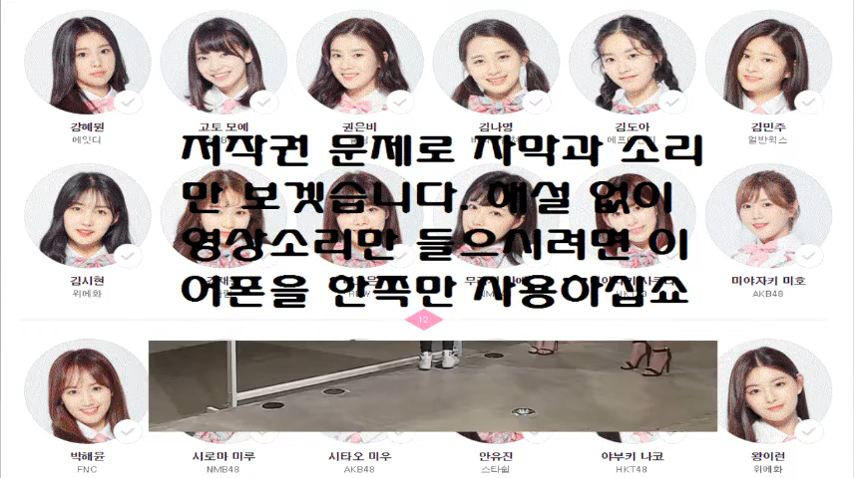 강혜원 고토 모에 권은비 김나영 김도아 김민주
에잇디 얼반웍스
저작권 문제로 자막과 소리
만 보겠습니다. 해설 없이
영상소리만 들으시려면 이
어폰을 한쪽만 사용하십쇼
김시현 미야자키 미호
위에화 AKB48
12
박해윤 시로마 미루 시타오 미우 안유진 야부키 나코 왕이런
FNC NMB48 AKB48 스타쉽 HKT48 위에화